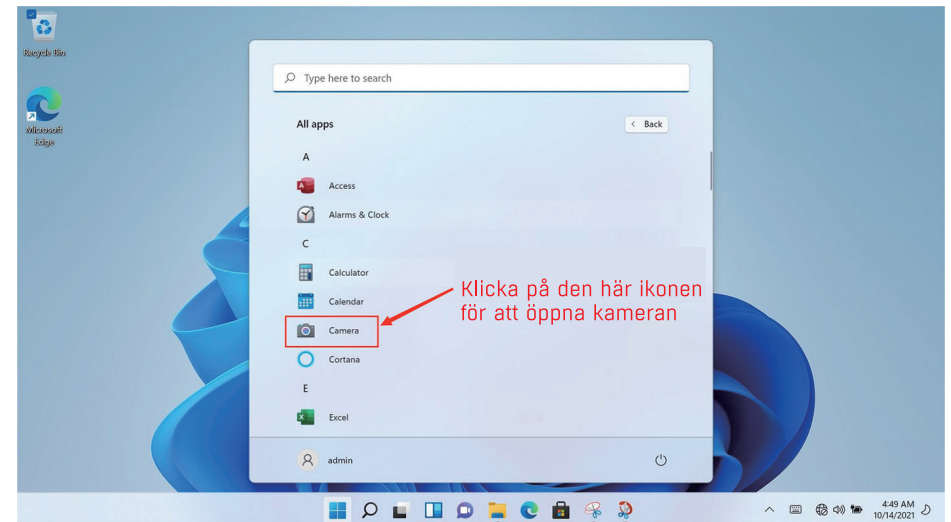 Recycle Bin
Microsoft
Edge
Type here to search
All apps
< Back
A
Access
Alarms & Clock
C
Calculator
Calendar
Camera
Cortana
E
Excel
Klicka på den här ikonen
för att öppna kameran
admin
4:49 AM
10/14/2021